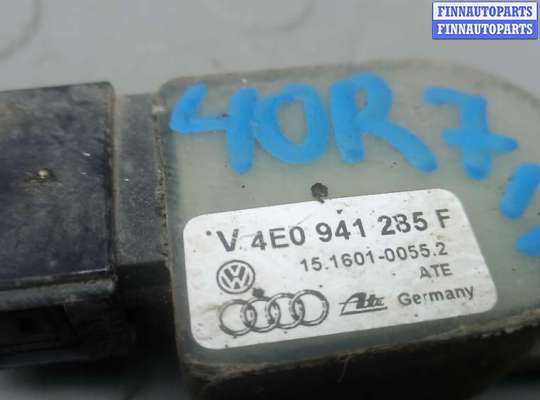 FINNAUTOPARTS
FINNAUTOPARTS
40R7
V 4E0 941 285 F
15.1601-0055.2
ATE
Ate Germany